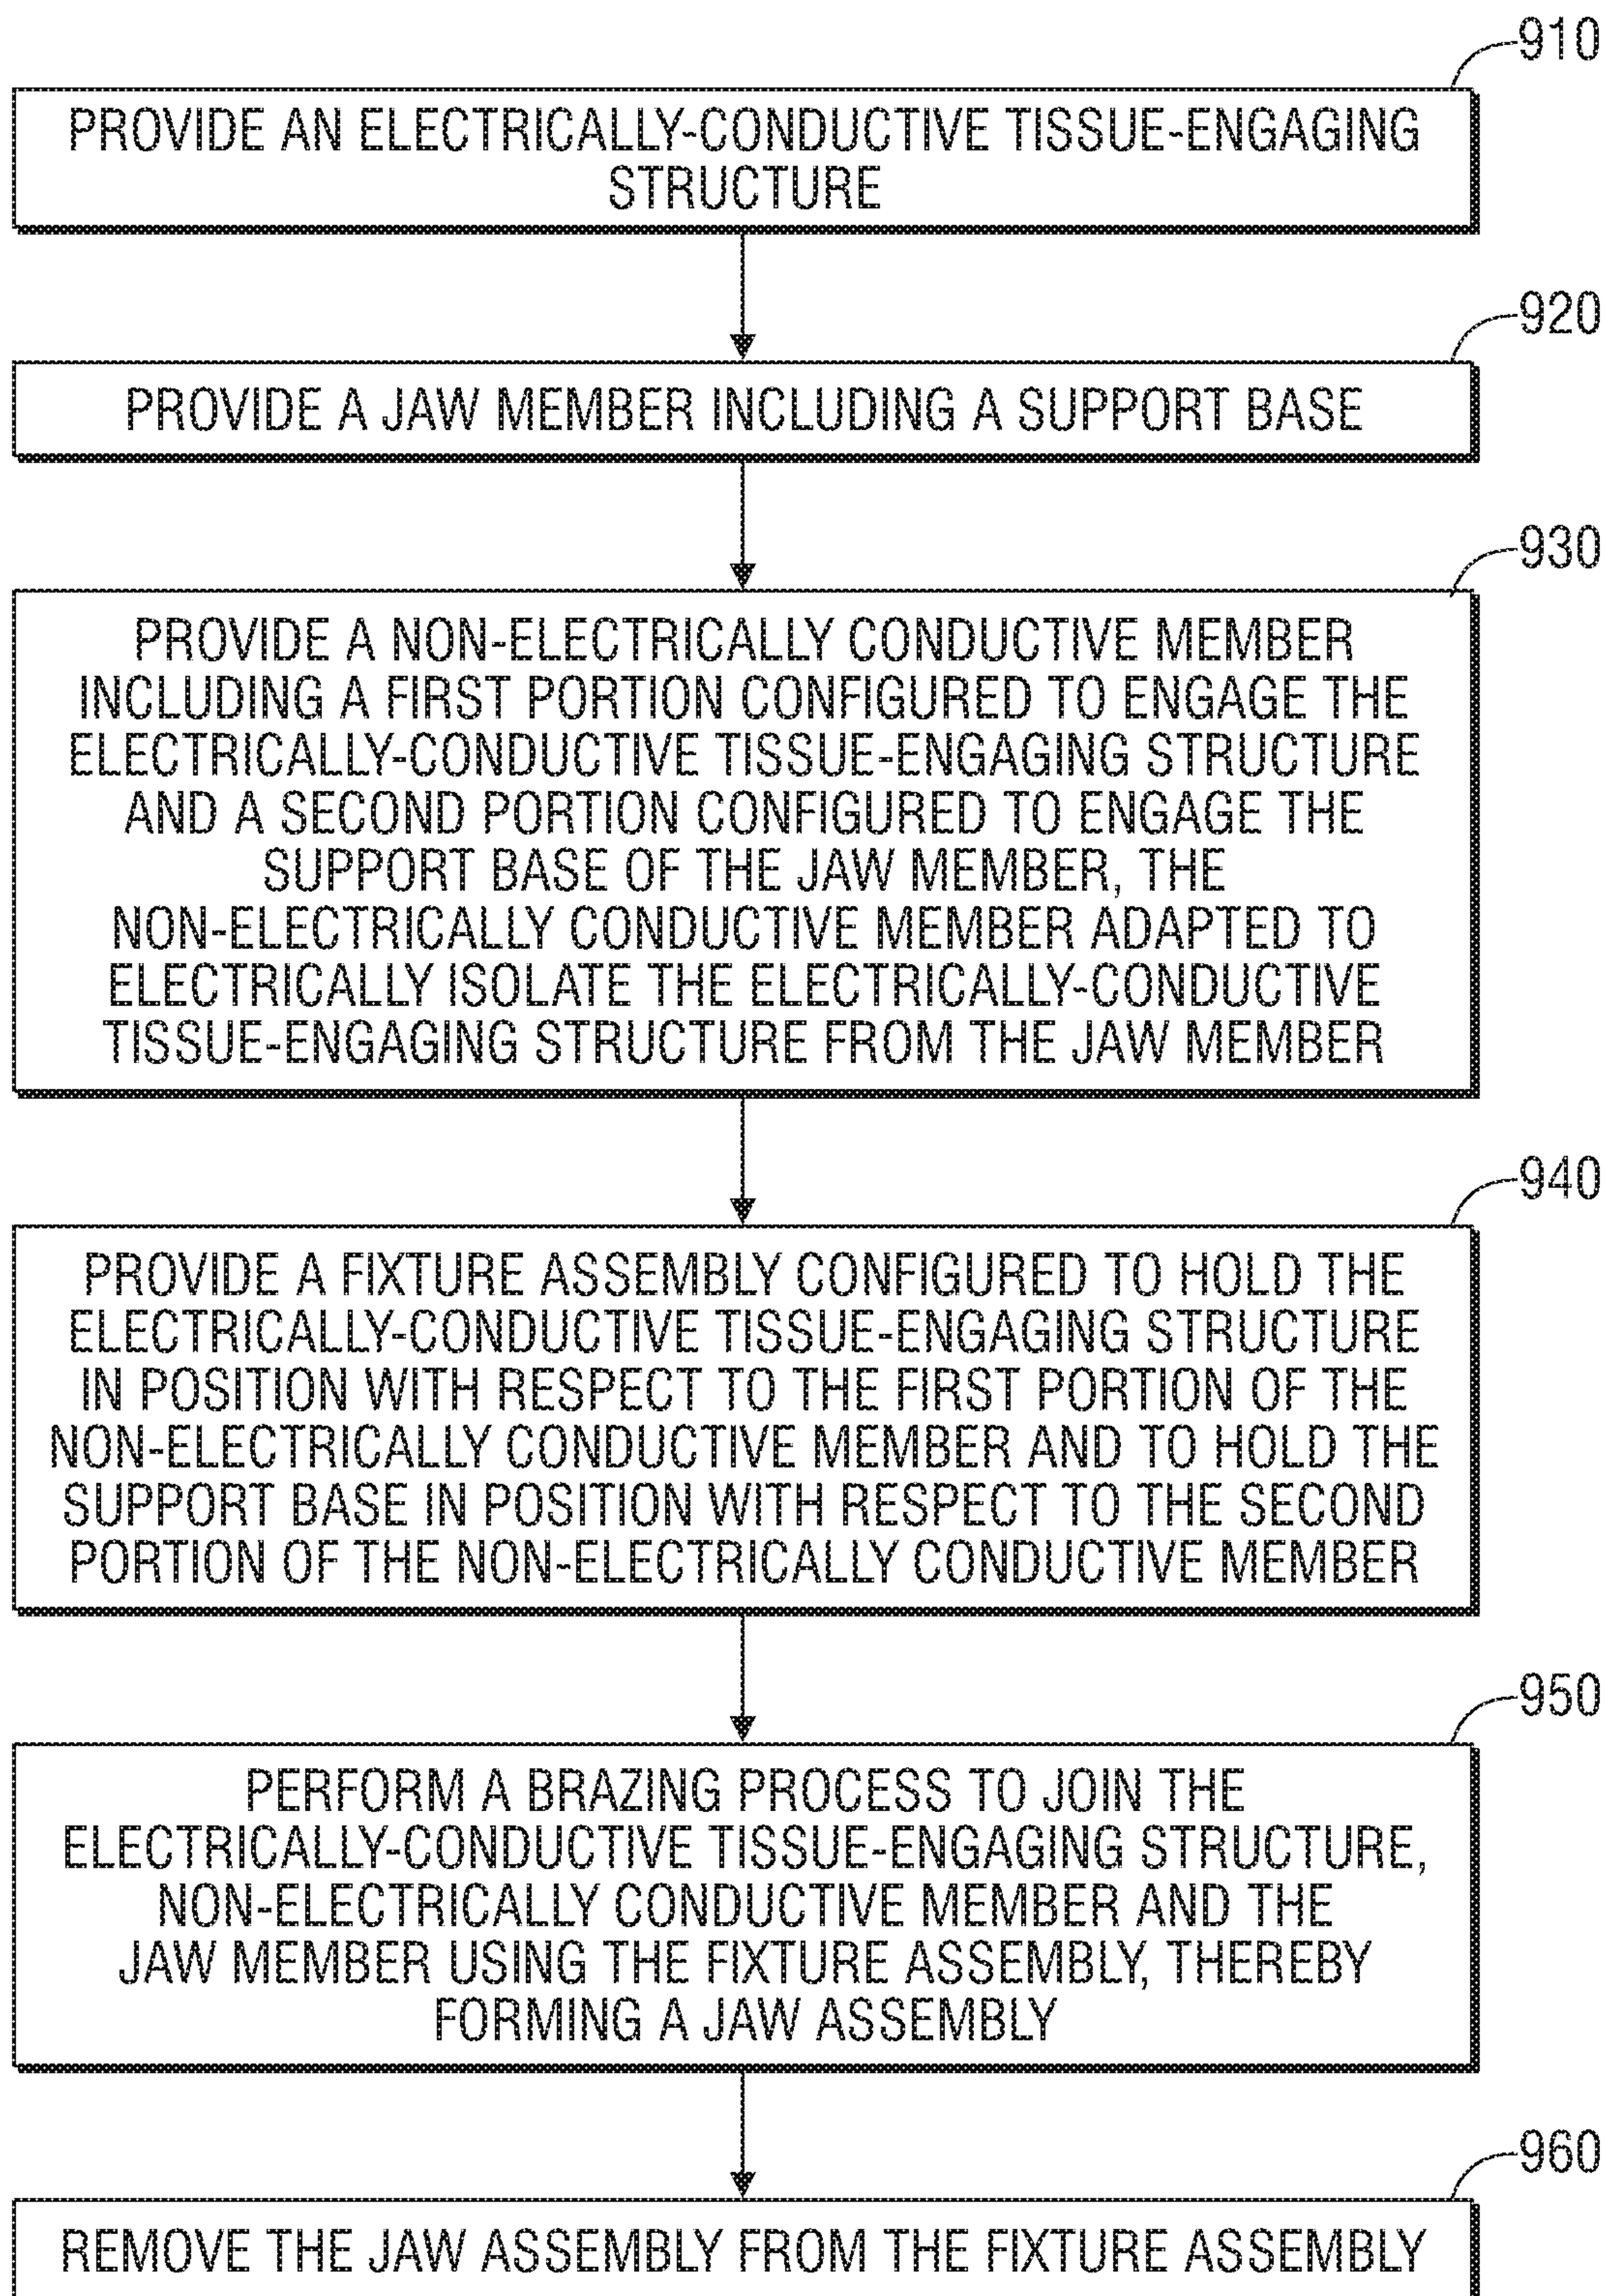 910
PROVIDE AN ELECTRICALLY-CONDUCTIVE TISSUE-ENGAGING
STRUCTURE
920
PROVIDE A JAW MEMBER INCLUDING A SUPPORT BASE
930
PROVIDE A NON-ELECTRICALLY CONDUCTIVE MEMBER
INCLUDING A FIRST PORTION CONFIGURED TO ENGAGE THE
ELECTRICALLY-CONDUCTIVE TISSUE-ENGAGING STRUCTURE
AND A SECOND PORTION CONFIGURED TO ENGAGE THE
SUPPORT BASE OF THE JAW MEMBER, THE
NON-ELECTRICALLY CONDUCTIVE MEMBER ADAPTED TO
ELECTRICALLY ISOLATE THE ELECTRICALLY-CONDUCTIVE
TISSUE-ENGAGING STRUCTURE FROM THE JAW MEMBER
940
PROVIDE A FIXTURE ASSEMBLY CONFIGURED TO HOLD THE
ELECTRICALLY-CONDUCTIVE TISSUE-ENGAGING STRUCTURE
IN POSITION WITH RESPECT TO THE FIRST PORTION OF THE
NON-ELECTRICALLY CONDUCTIVE MEMBER AND TO HOLD THE
SUPPORT BASE IN POSITION WITH RESPECT TO THE SECOND
PORTION OF THE NON-ELECTRICALLY CONDUCTIVE MEMBER
950
PERFORM A BRAZING PROCESS TO JOIN THE
ELECTRICALLY-CONDUCTIVE TISSUE-ENGAGING STRUCTURE,
NON-ELECTRICALLY CONDUCTIVE MEMBER AND THE
JAW MEMBER USING THE FIXTURE ASSEMBLY, THEREBY
FORMING A JAW ASSEMBLY
960
REMOVE THE JAW ASSEMBLY FROM THE FIXTURE ASSEMBLY